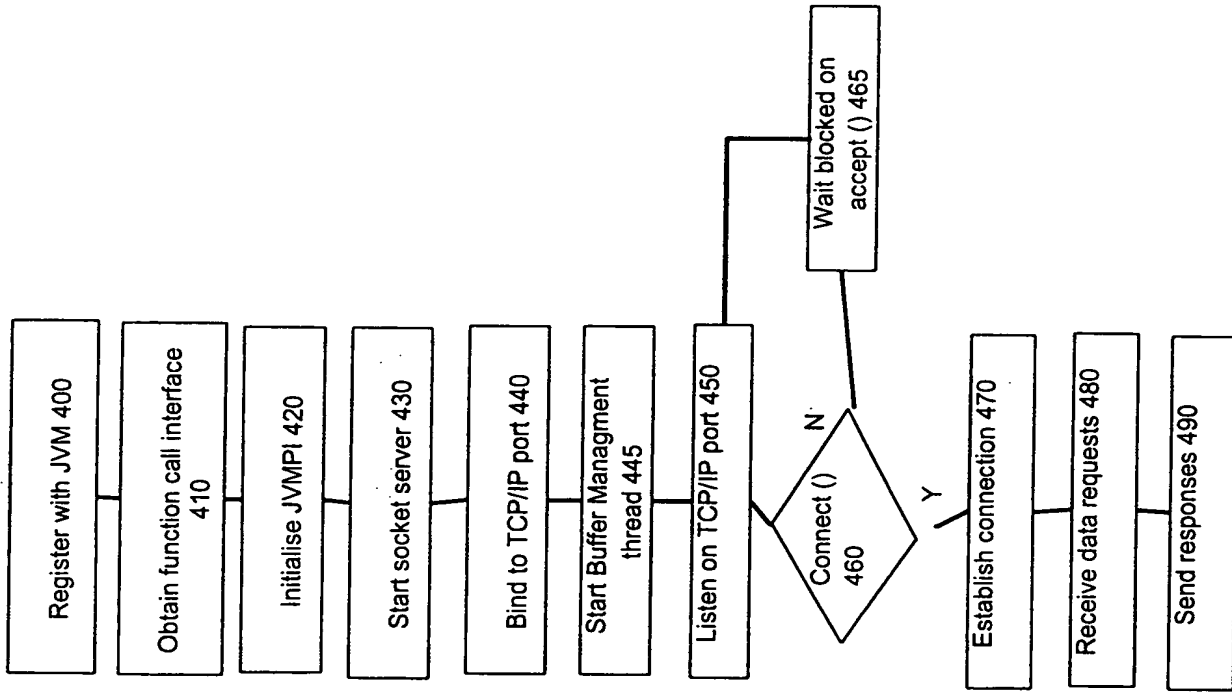 Register with JVM 400
Obtain function call interface
410
Initialise JVMPI 420
Start socket server 430
Bind to TCP/IP port 440
Start Buffer Managment
thread 445
Listen on TCP/IP port 450
Connect ()
460
N
Wait blocked on
accept () 465
Y
Establish connection 470
Receive data requests 480
Send responses 490